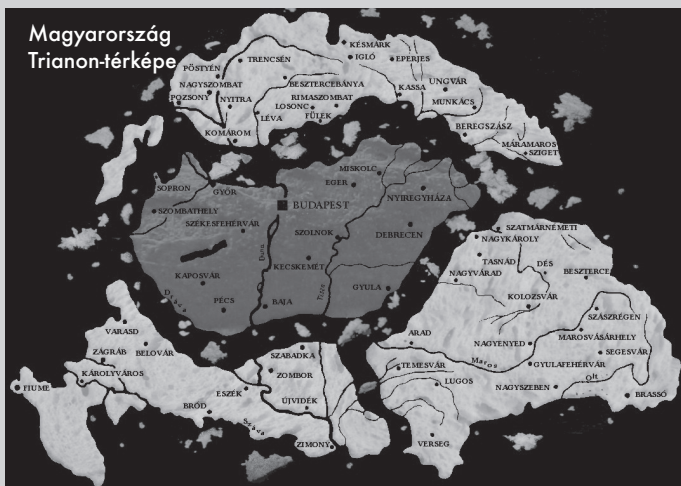 Magyarország
Trianon-térképe
KÉSMÁRK
IGLÓ
EPERJES
TRENCSÉN
PÖSTYÉN
NAGYSZOMBAT
BESZTERCEBÁNYA
UNGVÁR
KASSA
POZSONY
NYITRA
RIMASZOMBAT
LOSONC
MUNKÁCS
LÉVA
FÜLEK
KOMÁROM
BEREGSZÁSZ
MÁRAMAROS
SZIGET
MISKOLC
SOPRON
GYŐR
EGER
NYIREGYHÁZA
SZOMBATHELY
BUDAPEST
SZÉKESFEHÉRVÁR
SZOLNOK
DEBRECEN
Duna
KECSKEMÉT
KAPOSVÁR
Tisza
GYULA
Dráva
PÉCS
BAJA
SZATMÁRNÉMETI
NAGYKÁROLY
TASNÁD
DÉS
NAGYVÁRAD
BESZTERCE
KOLOZSVÁR
SZÁSZRÉGEN
MAROSVÁSÁRHELY
ARAD
NAGYENYED
SEGESVÁR
Maros
GYULAFEHÉRVÁR
TEMESVÁR
LUGOS
NAGYSZEBEN
Olt
BRASSÓ
VERSEG
VARASD
ZÁGRÁB
BELOVÁR
KÁROLYVÁROS
FIUME
SZABADKA
ZOMBOR
ESZÉK
ÚJVIDÉK
BRÓD
Száva
ZIMONY